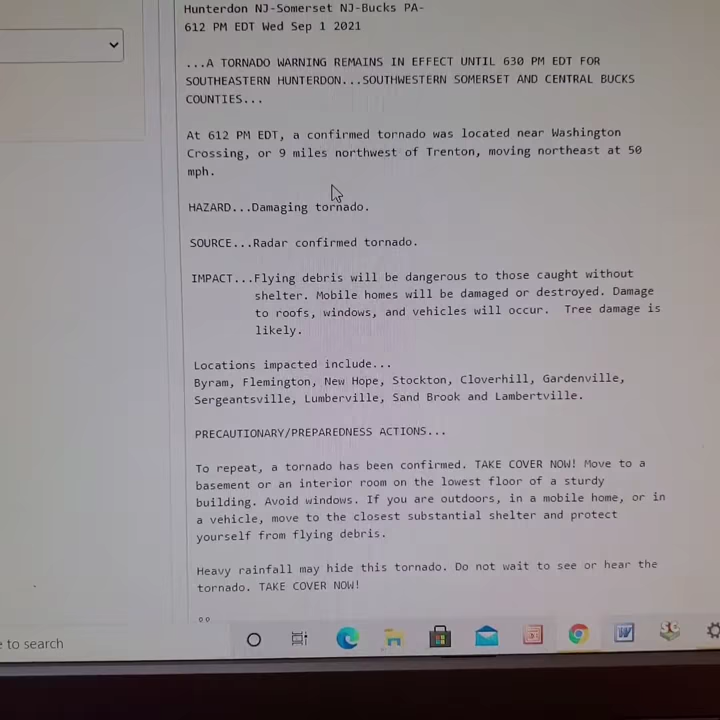 Hunterdon NJ-Somerset NJ-Bucks PA-
612 PM EDT Wed Sep 1 2021
...A TORNADO WARNING REMAINS IN EFFECT UNTIL 630 PM EDT FOR
SOUTHEASTERN HUNTERDON...SOUTHWESTERN SOMERSET AND CENTRAL BUCKS
COUNTIES...
At 612 PM EDT, a confirmed tornado was located near Washington
Crossing, or 9 miles northwest of Trenton, moving northeast at 50
mph.
HAZARD...Damaging tornado.
SOURCE...Radar confirmed tornado.
IMPACT...Flying debris will be dangerous to those caught without
shelter. Mobile homes will be damaged or destroyed. Damage
to roofs, windows, and vehicles will occur. Tree damage is
likely.
Locations impacted include...
Byram, Flemington, New Hope, Stockton, Cloverhill, Gardenville,
Sergeantsville, Lumberville, Sand Brook and Lambertville.
PRECAUTIONARY/PREPAREDNESS ACTIONS...
To repeat, a tornado has been confirmed. TAKE COVER NOW! Move to a
basement or an interior room on the lowest floor of a sturdy
building. Avoid windows. If you are outdoors, in a mobile home, or in
a vehicle, move to the closest substantial shelter and protect
yourself from flying debris.
Heavy rainfall may hide this tornado. Do not wait to see or hear the
tornado. TAKE COVER NOW!
e to search